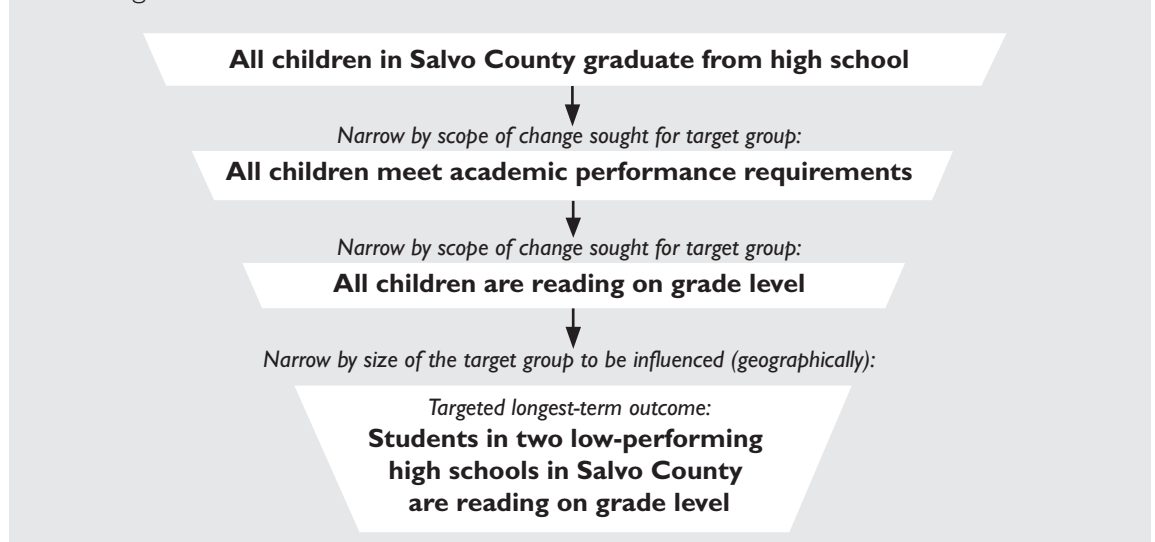 All children in Salvo County graduate from high school
Narrow by scope of change sought for target group:
All children meet academic performance requirements
Narrow by scope of change sought for target group:
All children are reading on grade level
Narrow by size of the target group to be influenced (geographically):
Targeted longest-term outcome:
Students in two low-performing
high schools in Salvo County
are reading on grade level